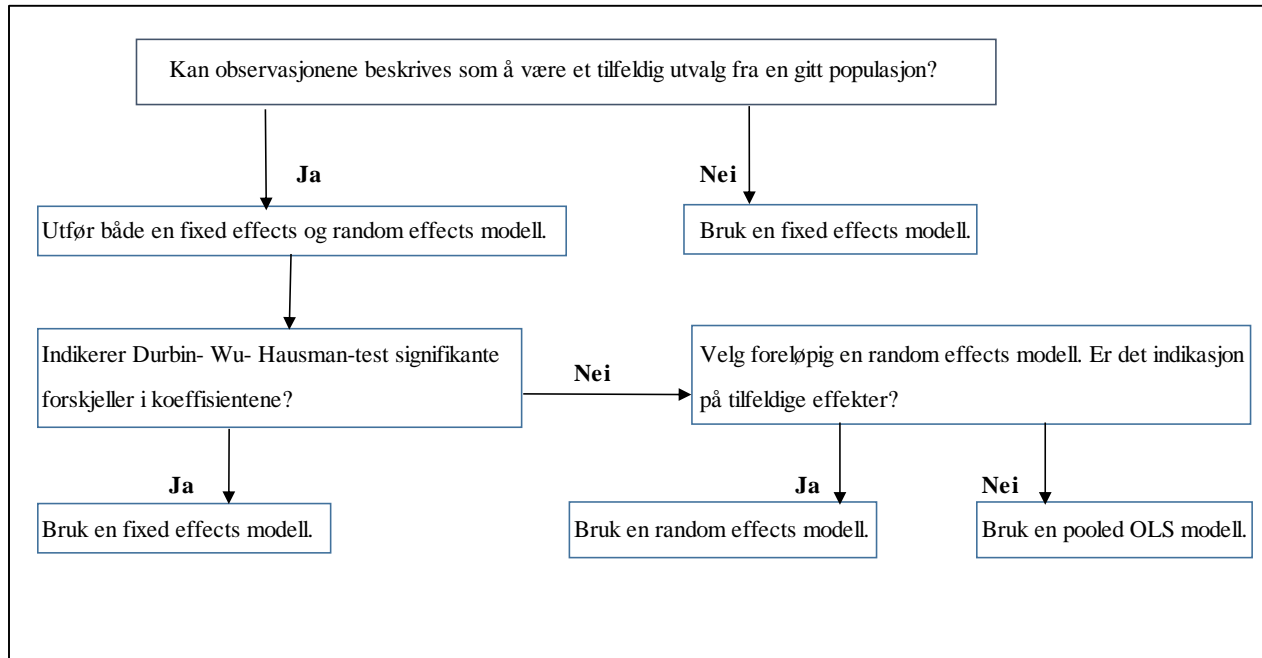 Kan observasjonene beskrives som å være et tilfeldig utvalg fra en gitt populasjon?
Ja
Nei
Utfør både en fixed effects og random effects modell.
Bruk en fixed effects modell.
Indikerer Durbin- Wu- Hausman-test signifikante
forskjeller i koeffisientene?
Nei
Velg foreløpig en random effects modell. Er det indikasjon
på tilfeldige effekter?
Ja
Ja
Nei
Bruk en fixed effects modell.
Bruk en random effects modell.
Bruk en pooled OLS modell.